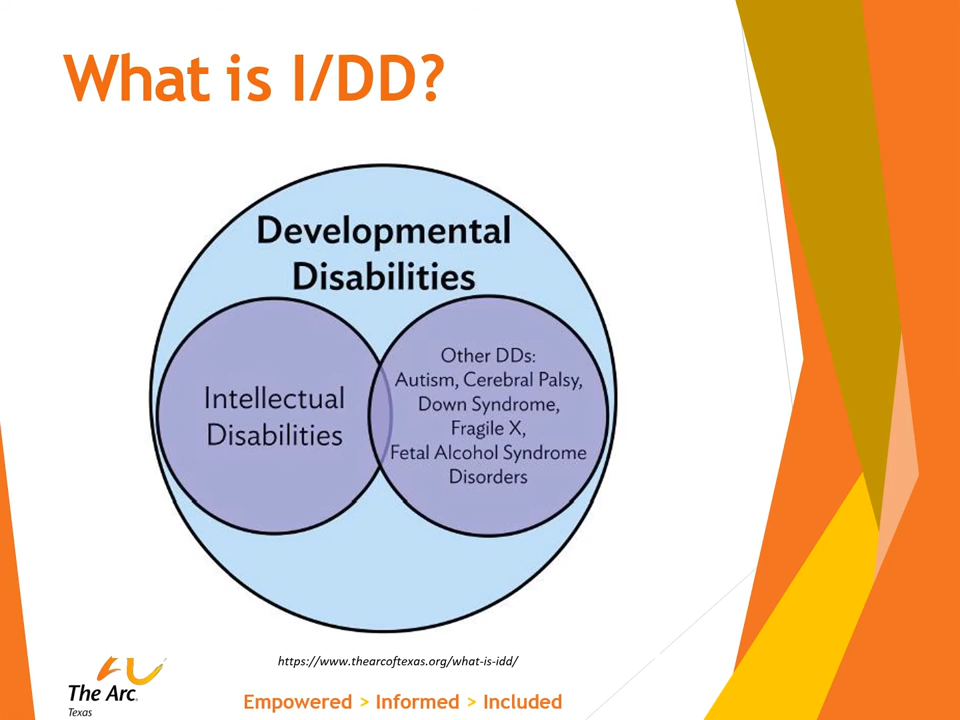 What is I/DD?
Developmental
Disabilities
Intellectual
Disabilities
Other DDs:
Autism, Cerebral Palsy,
Down Syndrome,
Fragile X,
Fetal Alcohol Syndrome
Disorders
https://www.thearcoftexas.org/what-is-idd/
The Arc.
Texas
Empowered > Informed > Included